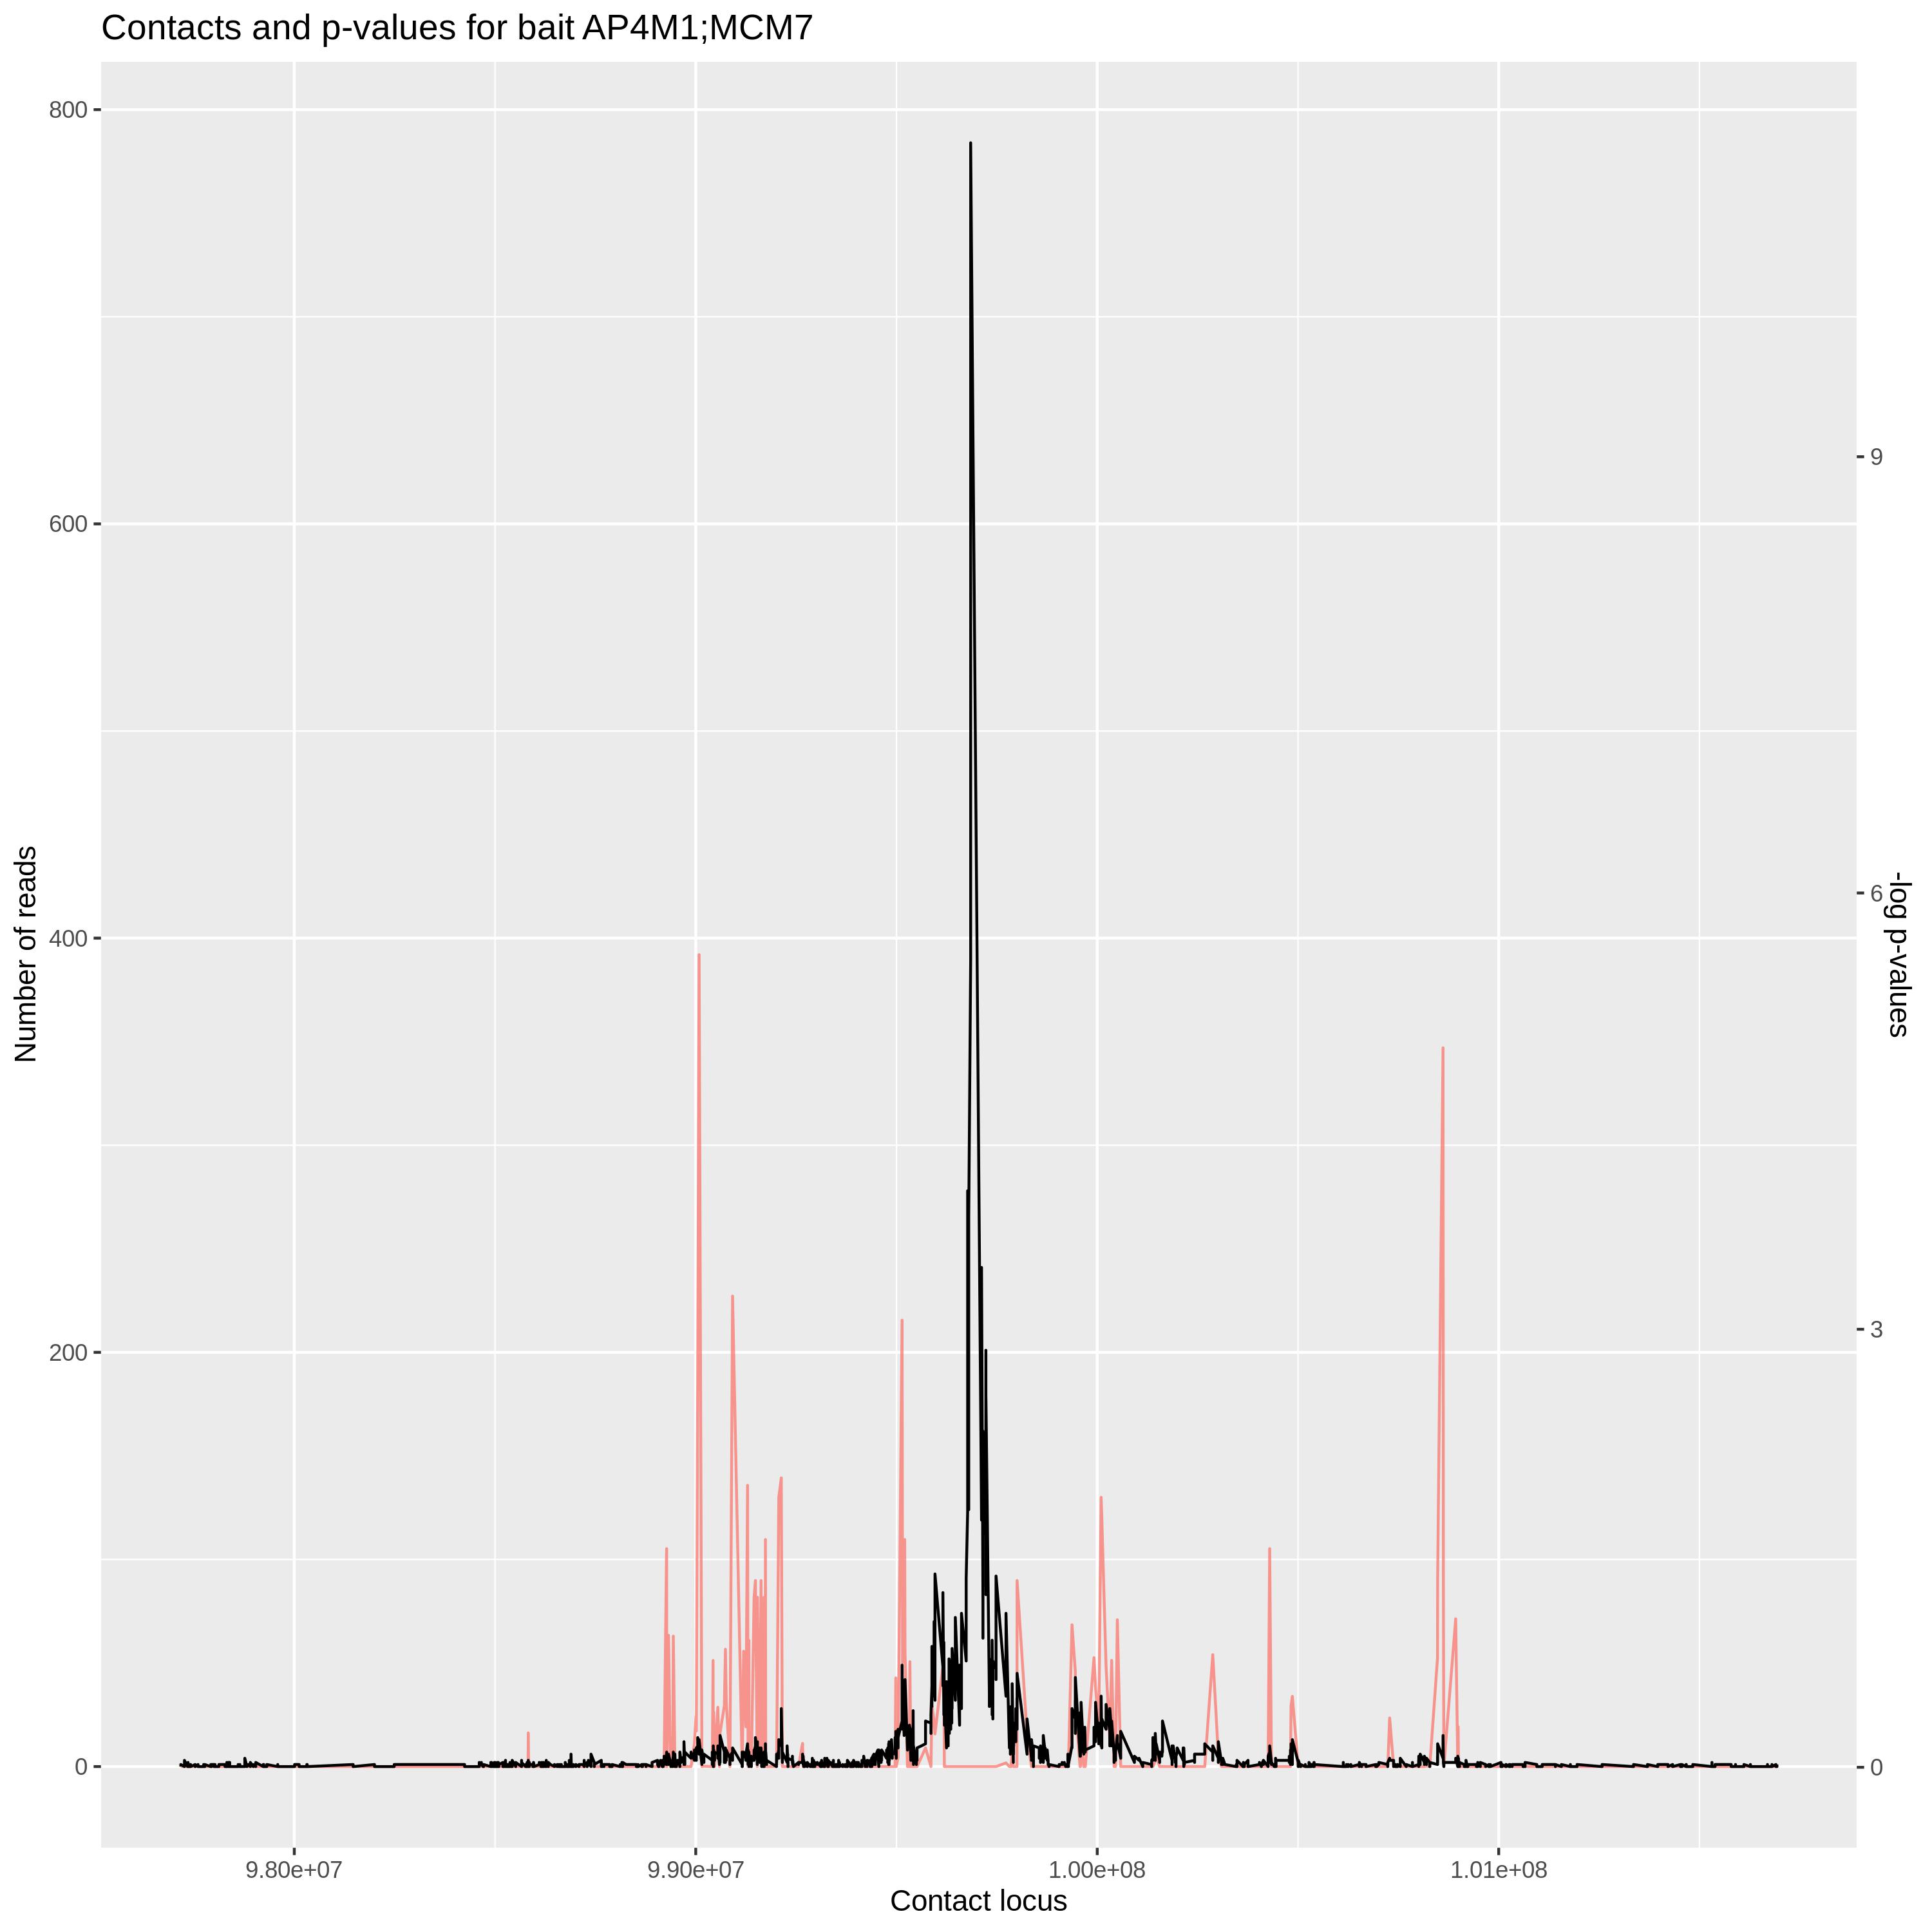 Contacts and p-values for bait AP4M1;MCM7
800
600
400
200
0
Number of reads
9
6
3
0
-log p-values
9.80e+07
9.90e+07
1.00e+08
1.01e+08
Contact locus